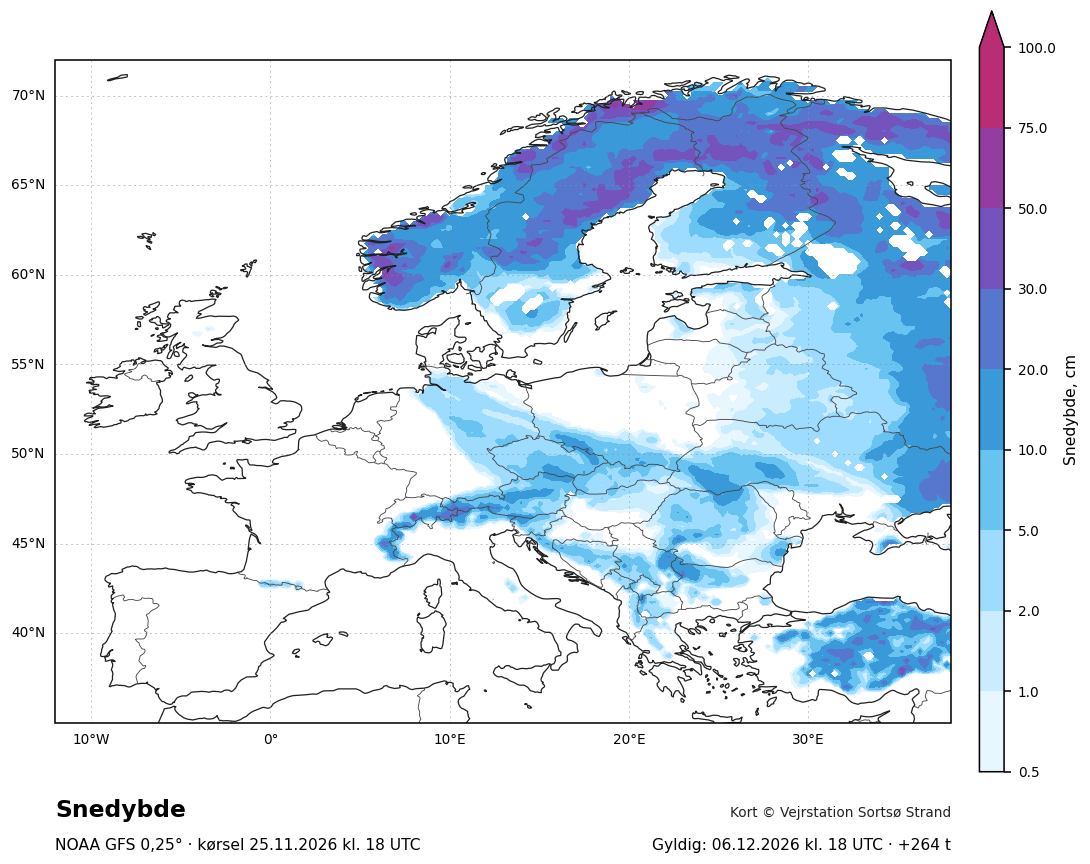 100.0
75.0
50.0
30.0
20.0
10.0
5.0
2.0
1.0
0.5
Snedybde, cm
70°N
65°N
60°N
55°N
50°N
45°N
40°N
10°W
0°
10°E
20°E
30°E
Snedybde
Kort © Vejrstation Sortsø Strand
NOAA GFS 0,25° · kørsel 25.11.2026 kl. 18 UTC
Gyldig: 06.12.2026 kl. 18 UTC · +264 t